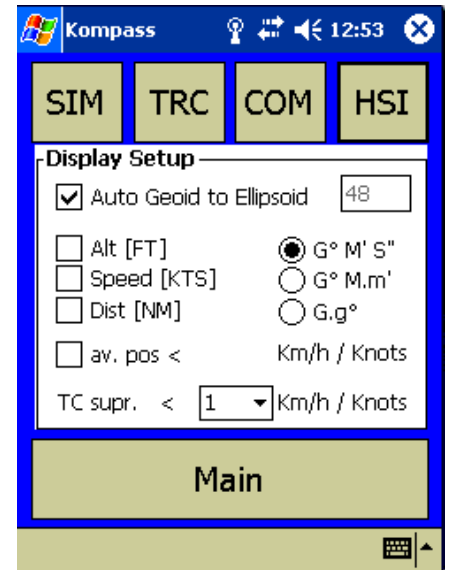 Kompass 12:53
SIM TRC COM HSI
Display Setup
Auto Geoid to Ellipsoid 48
Alt [FT] G° M' S"
Speed [KTS] G° M.m'
Dist [NM] G.g°
av. pos < Km/h / Knots
TC supr. < 1 Km/h / Knots
Main